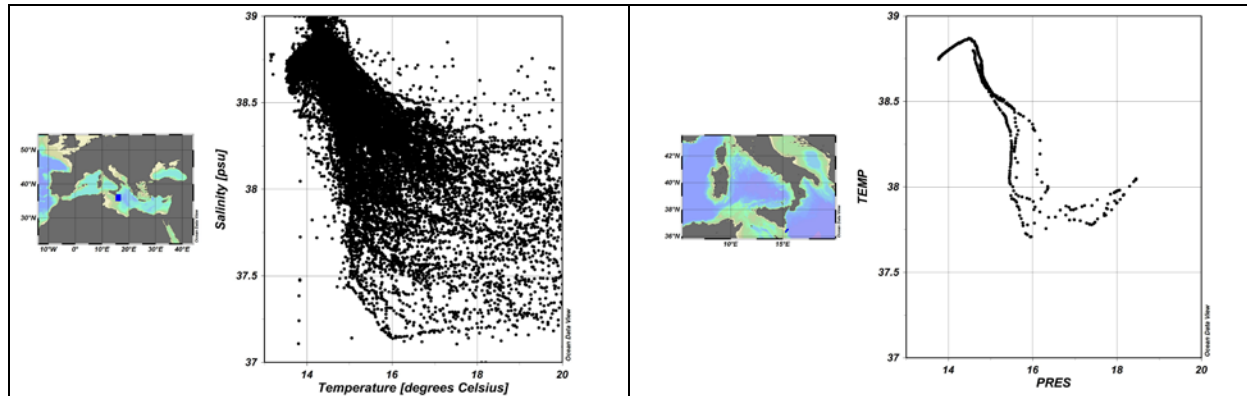 39
38.5
38
37.5
37
Salinity [psu]
14
16
18
20
Temperature [degrees Celsius]
Ocean Data View
50°N
40°N
30°N
10°W
0°E
10°E
20°E
30°E
40°E
Ocean Data View
39
38.5
38
37.5
37
TEMP
14
16
18
20
PRES
Ocean Data View
42°N
40°N
38°N
36°N
10°E
15°E
Ocean Data View